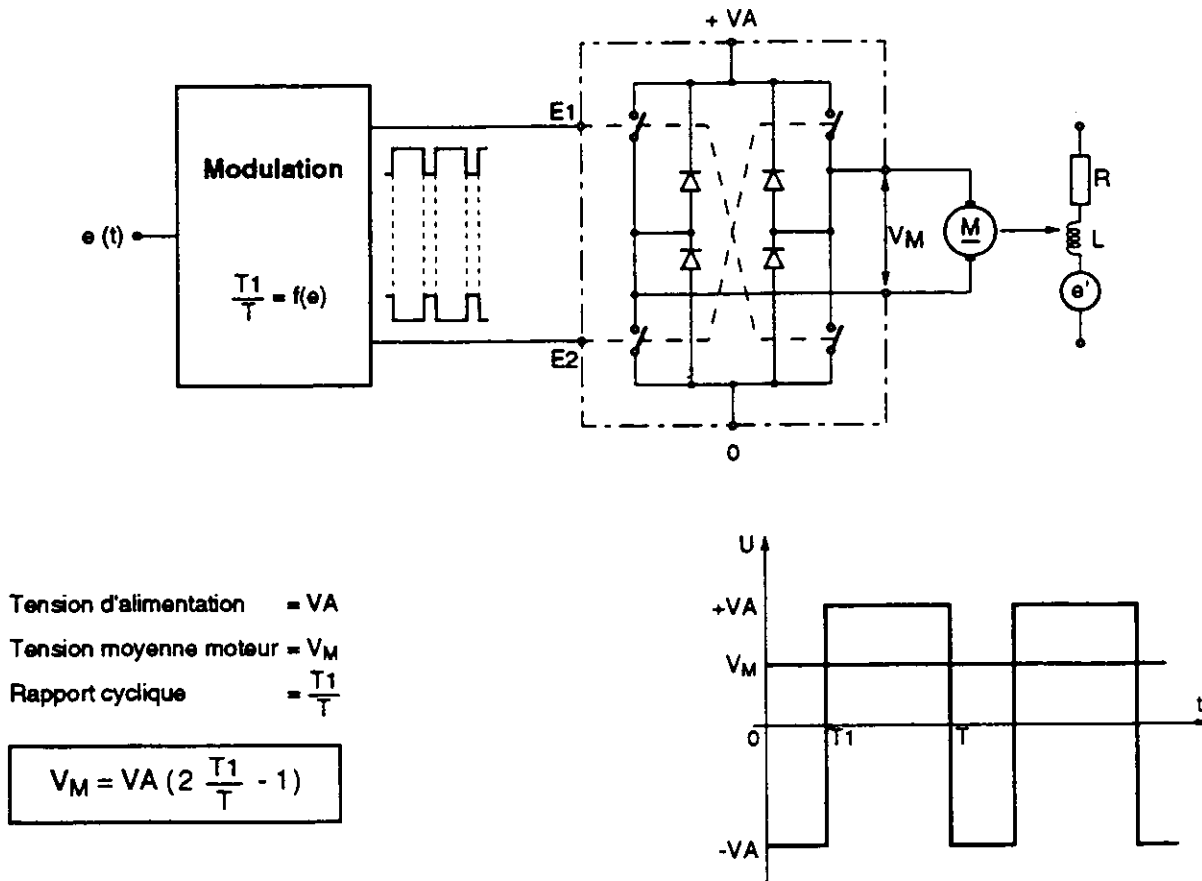 + VA
E1
Modulation
e (t)
T1/T = f(e)
E2
0
VM
M
R
L
e'
Tension d'alimentation = VA
Tension moyenne moteur = VM
Rapport cyclique = T1/T
VM = VA (2 T1/T - 1)
U
+VA
VM
0
T1
T
t
-VA